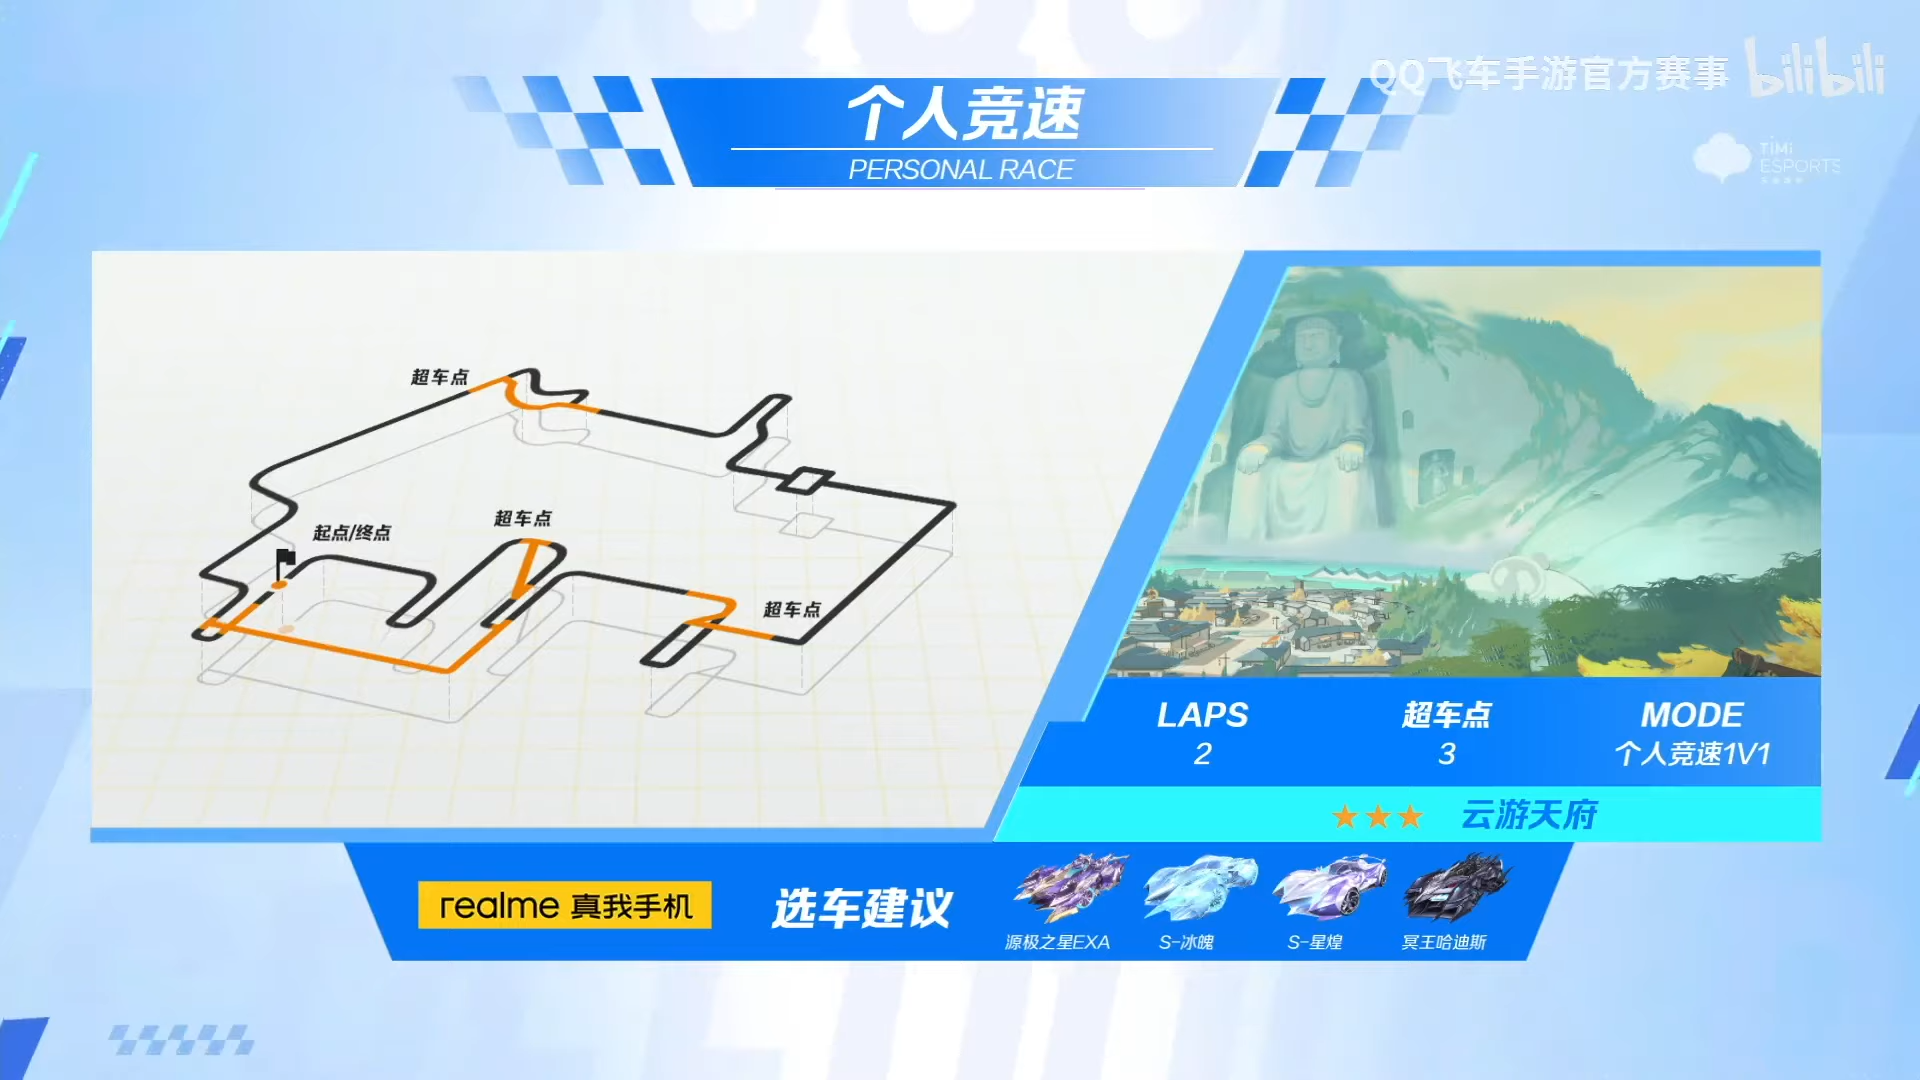 QQ飞车手游官方赛事 bilibili
个人竞速
PERSONAL RACE
TiMi
ESPORTS
超车点
超车点
起点/终点
超车点
LAPS
2
超车点
3
MODE
个人竞速1V1
云游天府
realme 真我手机
选车建议
源极之星EXA
S-冰魄
S-星煌
冥王哈迪斯